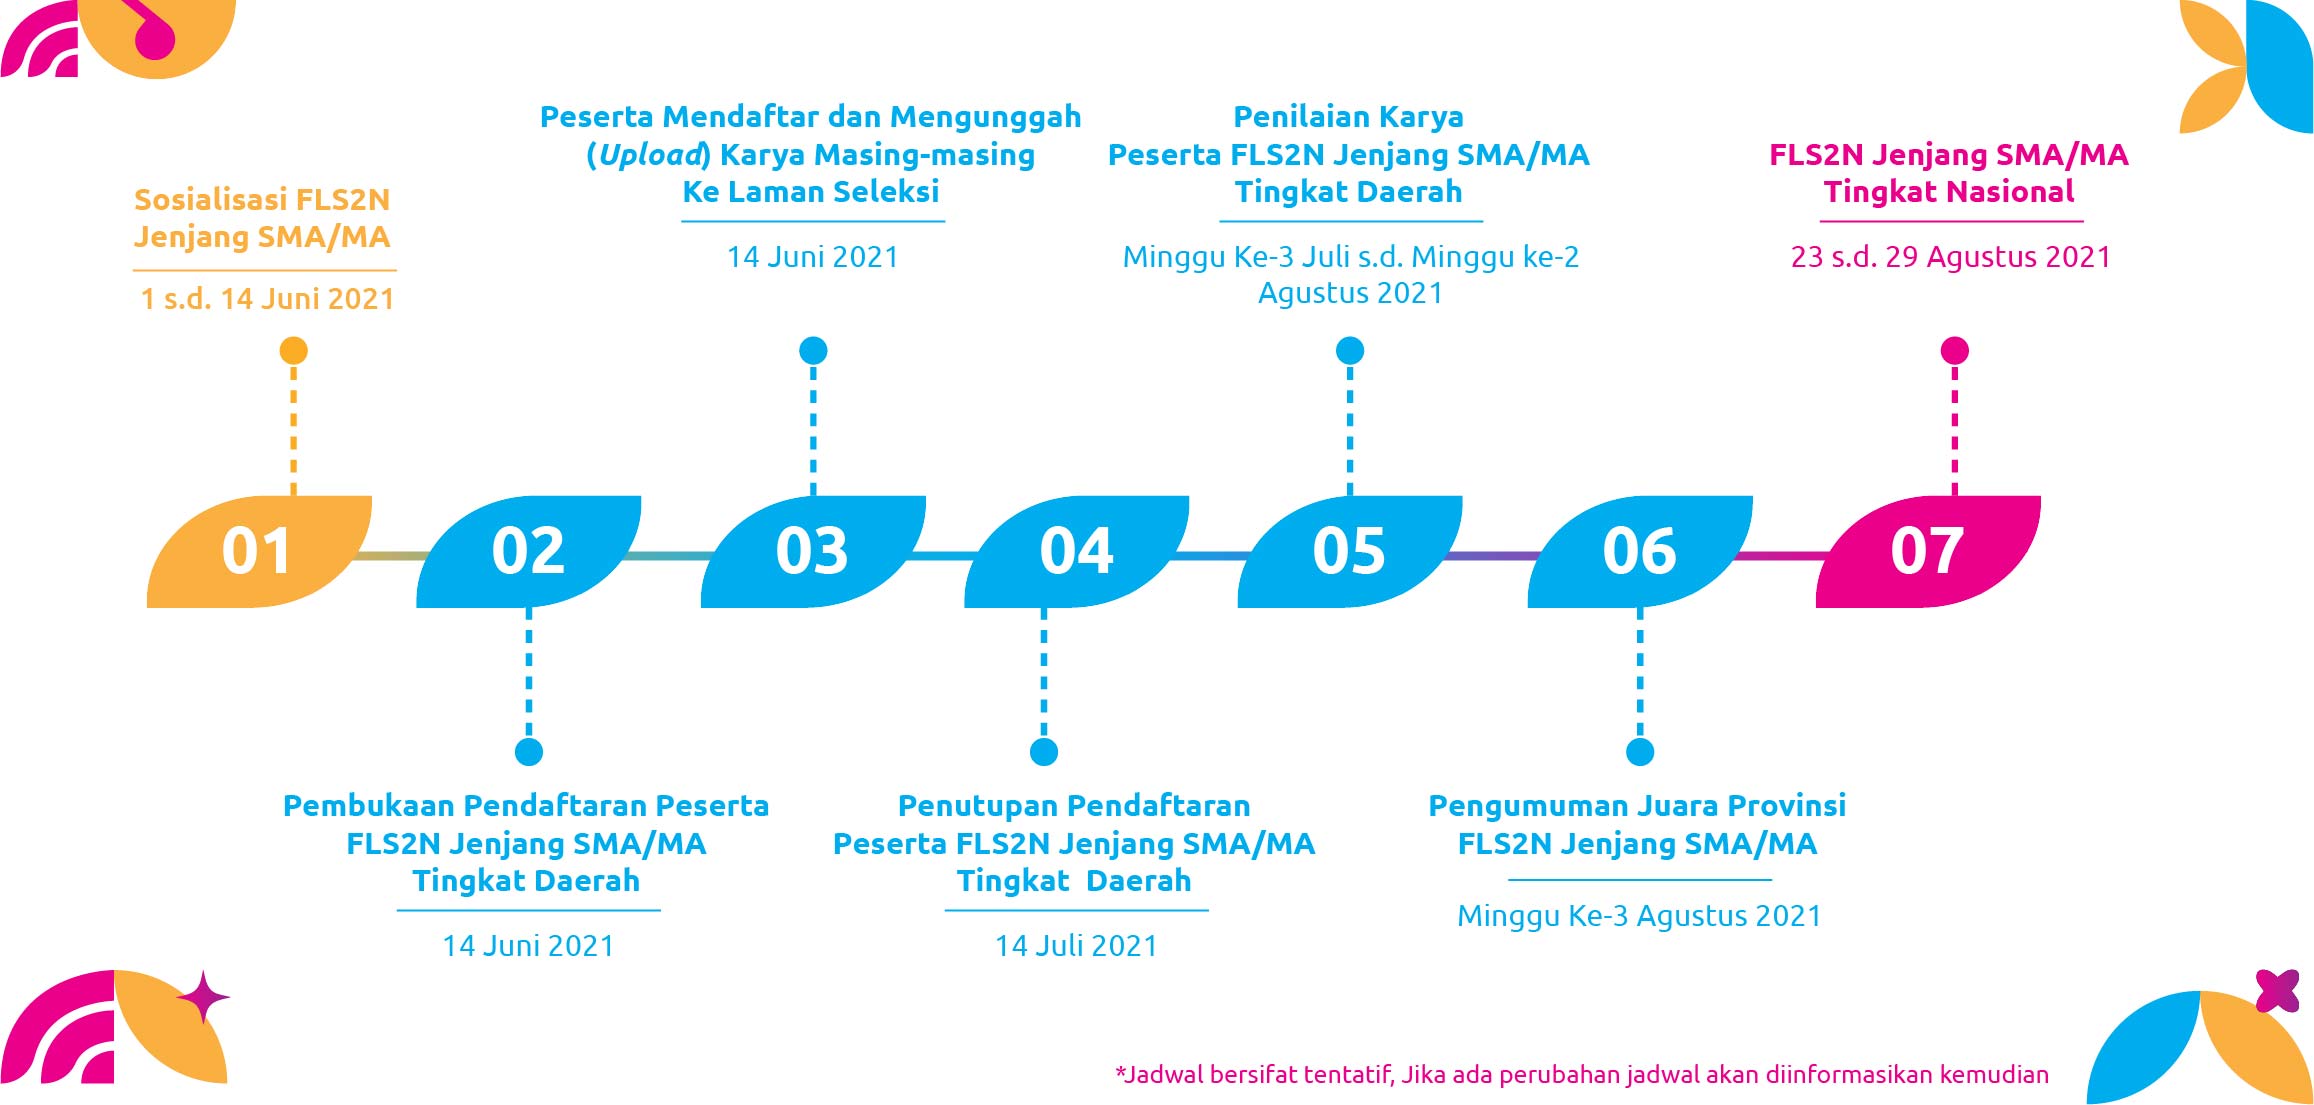 Sosialisasi FLS2N
Jenjang SMA/MA
1 s.d. 14 Juni 2021
Peserta Mendaftar dan Mengunggah
(Upload) Karya Masing-masing
Ke Laman Seleksi
14 Juni 2021
Penilaian Karya
Peserta FLS2N Jenjang SMA/MA
Tingkat Daerah
Minggu Ke-3 Juli s.d. Minggu ke-2
Agustus 2021
FLS2N Jenjang SMA/MA
Tingkat Nasional
23 s.d. 29 Agustus 2021
01
02
03
04
05
06
07
Pembukaan Pendaftaran Peserta
FLS2N Jenjang SMA/MA
Tingkat Daerah
14 Juni 2021
Penutupan Pendaftaran
Peserta FLS2N Jenjang SMA/MA
Tingkat Daerah
14 Juli 2021
Pengumuman Juara Provinsi
FLS2N Jenjang SMA/MA
Minggu Ke-3 Agustus 2021
*Jadwal bersifat tentatif, Jika ada perubahan jadwal akan diinformasikan kemudian